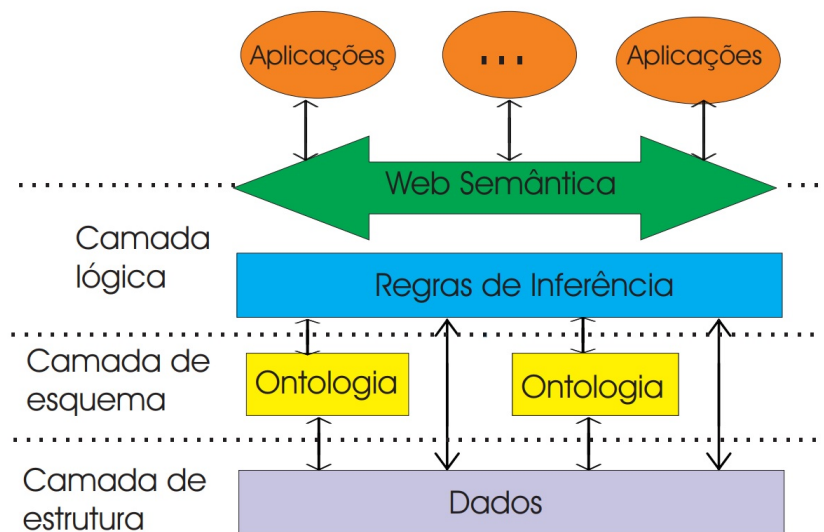 Aplicações
...
Aplicações
Web Semântica
Camada
lógica
Regras de Inferência
Camada de
esquema
Ontologia
Ontologia
Camada de
estrutura
Dados